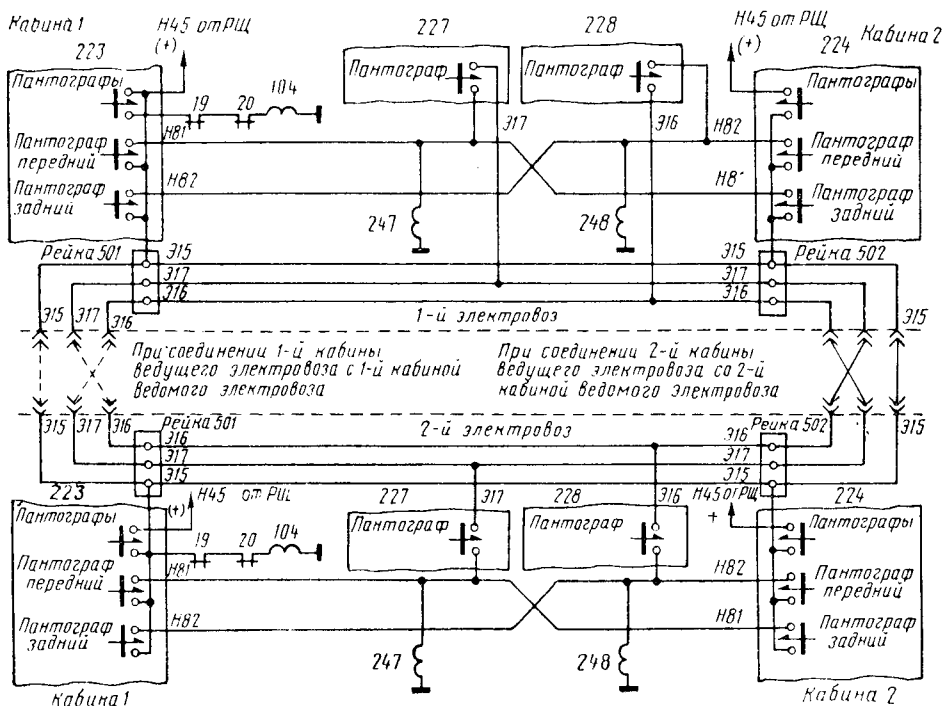 Кабина 1
Н45 от РЩ
(+)
223
227
228
Н45 от РЩ
(+)
224
Кабина 2
Пантографы
19
20
104
Пантограф
Пантограф
Пантографы
Н81
Э17
Э16
Н82
Пантограф
передний
Пантограф
передний
Н82
Н8
Пантограф
задний
Пантограф
задний
247
248
Рейка 501
Э15
Э17
Э16
Э15
Э17
Э16
Рейка 502
1-й электровоз
Э15
Э17
Э16
Э15
При соединении 1-й кабины
ведущего электровоза с 1-й кабиной
ведомого электровоза
При соединении 2-й кабины
ведущего электровоза со 2-й
кабиной ведомого электровоза
Э15
Э17
Э16
Э15
Рейка 501
2-й электровоз
Рейка 502
Э16
Э17
Э15
Э16
Э17
Э15
223
(+)
Н45 от РЩ
227
Э17
228
Э16
Н45 от РЩ
+
224
Пантографы
19
20
104
Пантограф
Пантограф
Пантографы
Пантограф
передний
Н81
Н82
Пантограф
передний
Пантограф
задний
Н82
Н81
Пантограф
задний
247
248
Кабина 1
Кабина 2